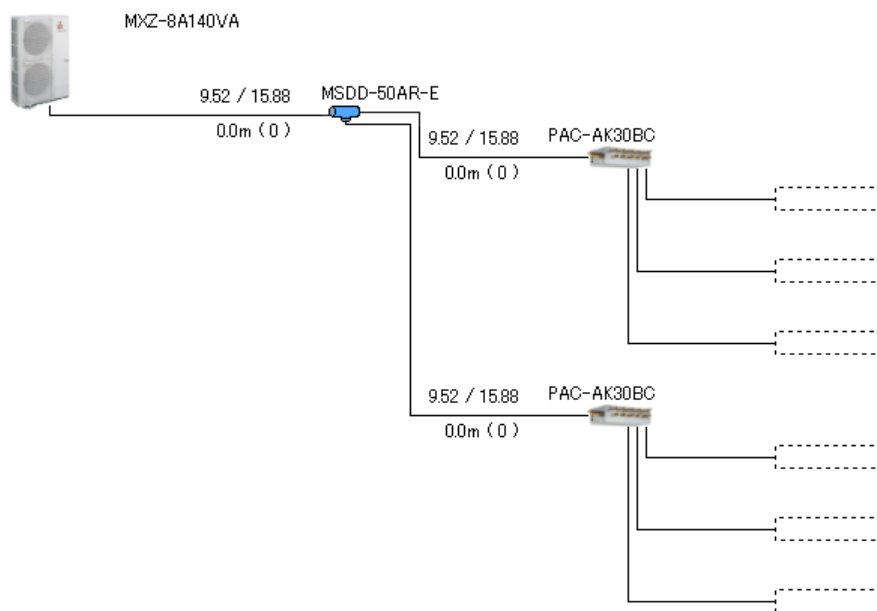 MXZ-8A140VA
9.52 / 15.88
MSDD-50AR-E
0.0m ( 0 )
9.52 / 15.88
PAC-AK30BC
0.0m ( 0 )
9.52 / 15.88
PAC-AK30BC
0.0m ( 0 )